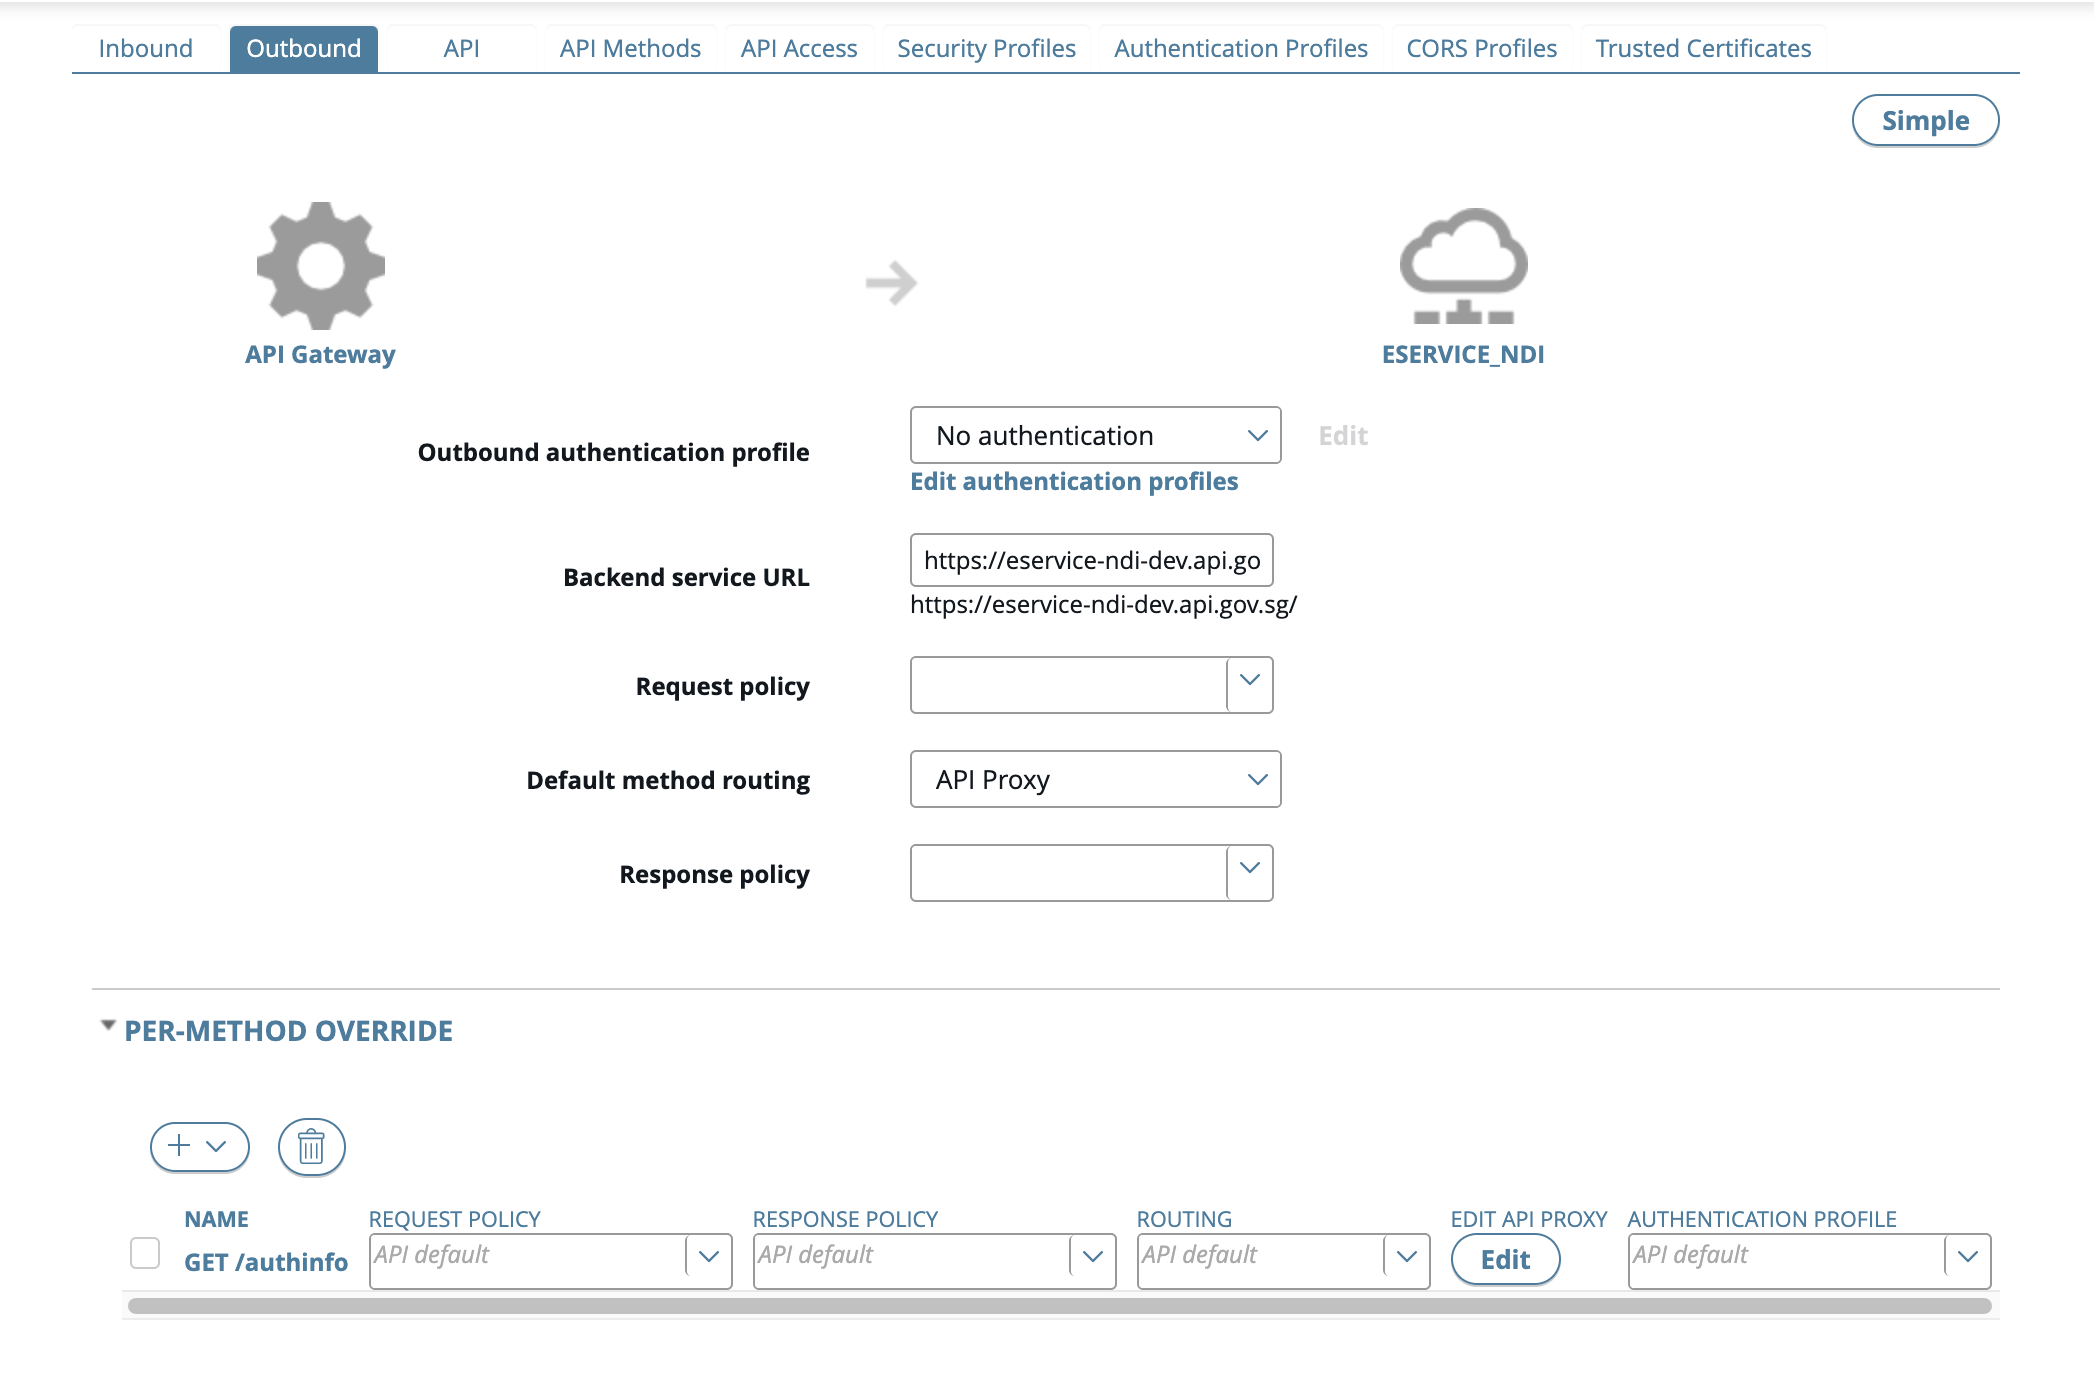 Inbound Outbound API API Methods API Access Security Profiles Authentication Profiles CORS Profiles Trusted Certificates
Simple
API Gateway
ESERVICE_NDI
Outbound authentication profile No authentication Edit
Edit authentication profiles
Backend service URL https://eservice-ndi-dev.api.go
https://eservice-ndi-dev.api.gov.sg/
Request policy
Default method routing API Proxy
Response policy
PER-METHOD OVERRIDE
NAME REQUEST POLICY RESPONSE POLICY ROUTING EDIT API PROXY AUTHENTICATION PROFILE
GET /authinfo API default API default API default Edit API default